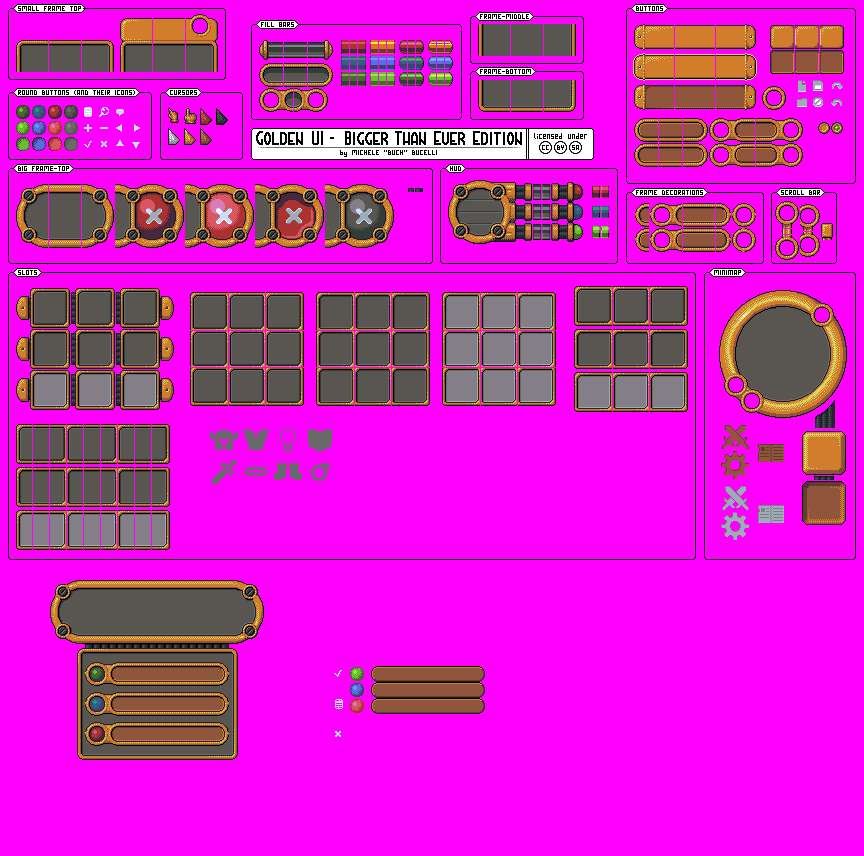 SMALL FRAME TOP
FILL BARS
FRAME-MIDDLE
BUTTONS
FRAME-BOTTOM
ROUND BUTTONS (AND THEIR ICONS)
CURSORS
GOLDEN UI - BIGGER THAN EVER EDITION
by MICHELE "BUCH" BUCELLI
licensed under
CC BY SA
BIG FRAME-TOP
HUD
FRAME DECORATIONS
SCROLL BAR
SLOTS
MINIMAP